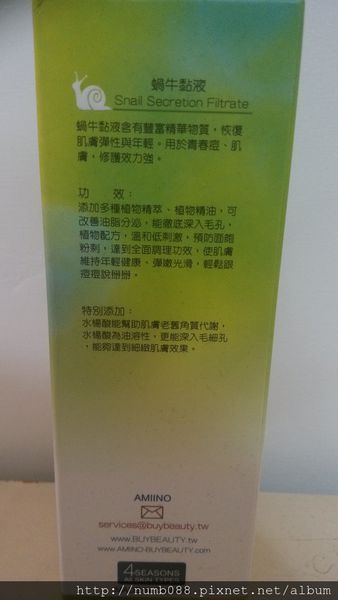 蝸牛黏液
Snail Secretion Filtrate
蝸牛黏液含有豐富精華物質，恢復
肌膚彈性與年輕。用於青春痘、肌
膚，修護效力強。
功 效：
添加多種植物精萃、植物精油，可
改善油脂分泌，能徹底深入毛孔，
植物配方，溫和低刺激，預防面皰
粉刺，達到全面調理功效，使肌膚
維持年輕健康、彈嫩光滑，輕鬆跟
痘痘說掰掰。
特別添加：
水楊酸能幫助肌膚老舊角質代謝，
水楊酸為油溶性，更能深入毛細孔
，能夠達到細緻肌膚效果。
AMIINO
services@buybeauty.tw
www.BUYBEAUTY.tw
www.AMIINO-BUYBEAUTY.com
4 SEASONS
All SKIN TYPES
http://numb088.pixnet.net/album